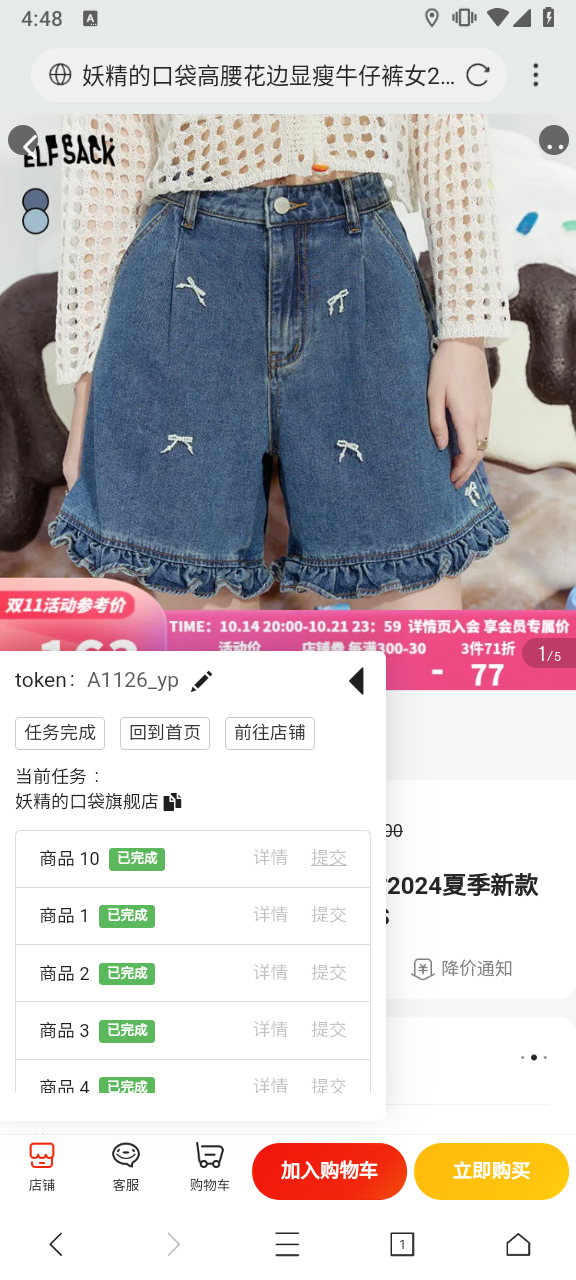 4:48
A
妖精的口袋高腰花边显瘦牛仔裤女2...
ELF SACK
双11活动参考价
TIME：10.14 20:00-10.21 23：59 详情页入会 享会员专属价
活动价 店铺券 每满300-30 3件71折
- 77
1/5
token： A1126_yp
任务完成 回到首页 前往店铺
当前任务：
妖精的口袋旗舰店
商品 10 已完成 详情 提交
00
商品 1 已完成 详情 提交
2024夏季新款
商品 2 已完成 详情 提交
降价通知
商品 3 已完成 详情 提交
商品 4 已完成 详情 提交
店铺 客服 购物车 加入购物车 立即购买
1